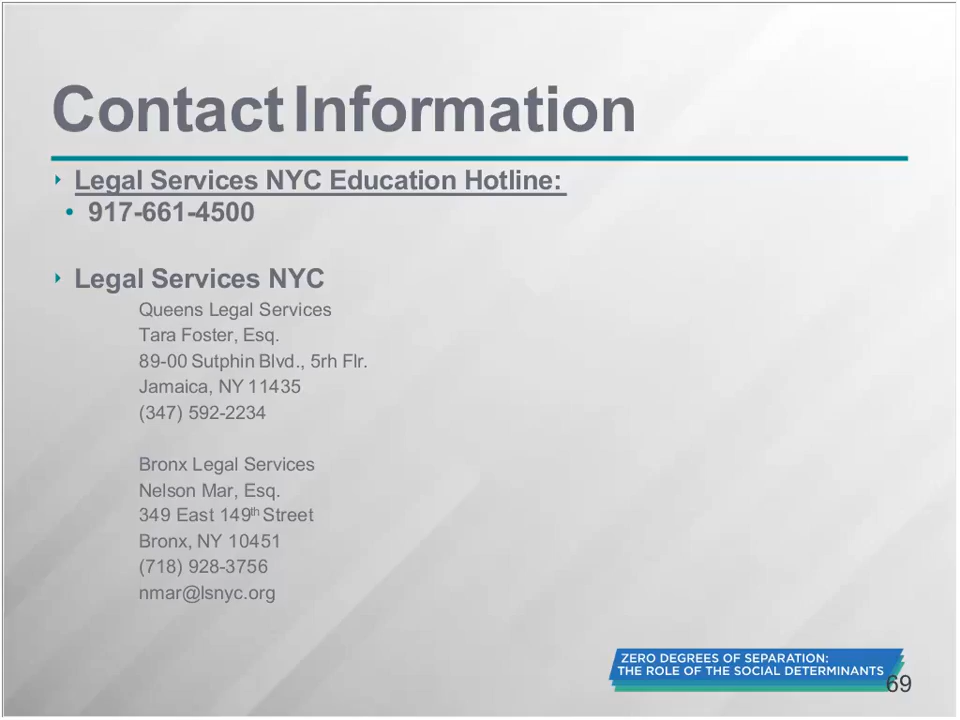 Contact Information
‣ Legal Services NYC Education Hotline:
• 917-661-4500
‣ Legal Services NYC
Queens Legal Services
Tara Foster, Esq.
89-00 Sutphin Blvd., 5rh Flr.
Jamaica, NY 11435
(347) 592-2234
Bronx Legal Services
Nelson Mar, Esq.
349 East 149th Street
Bronx, NY 10451
(718) 928-3756
nmar@lsnyc.org
ZERO DEGREES OF SEPARATION:
THE ROLE OF THE SOCIAL DETERMINANTS
69